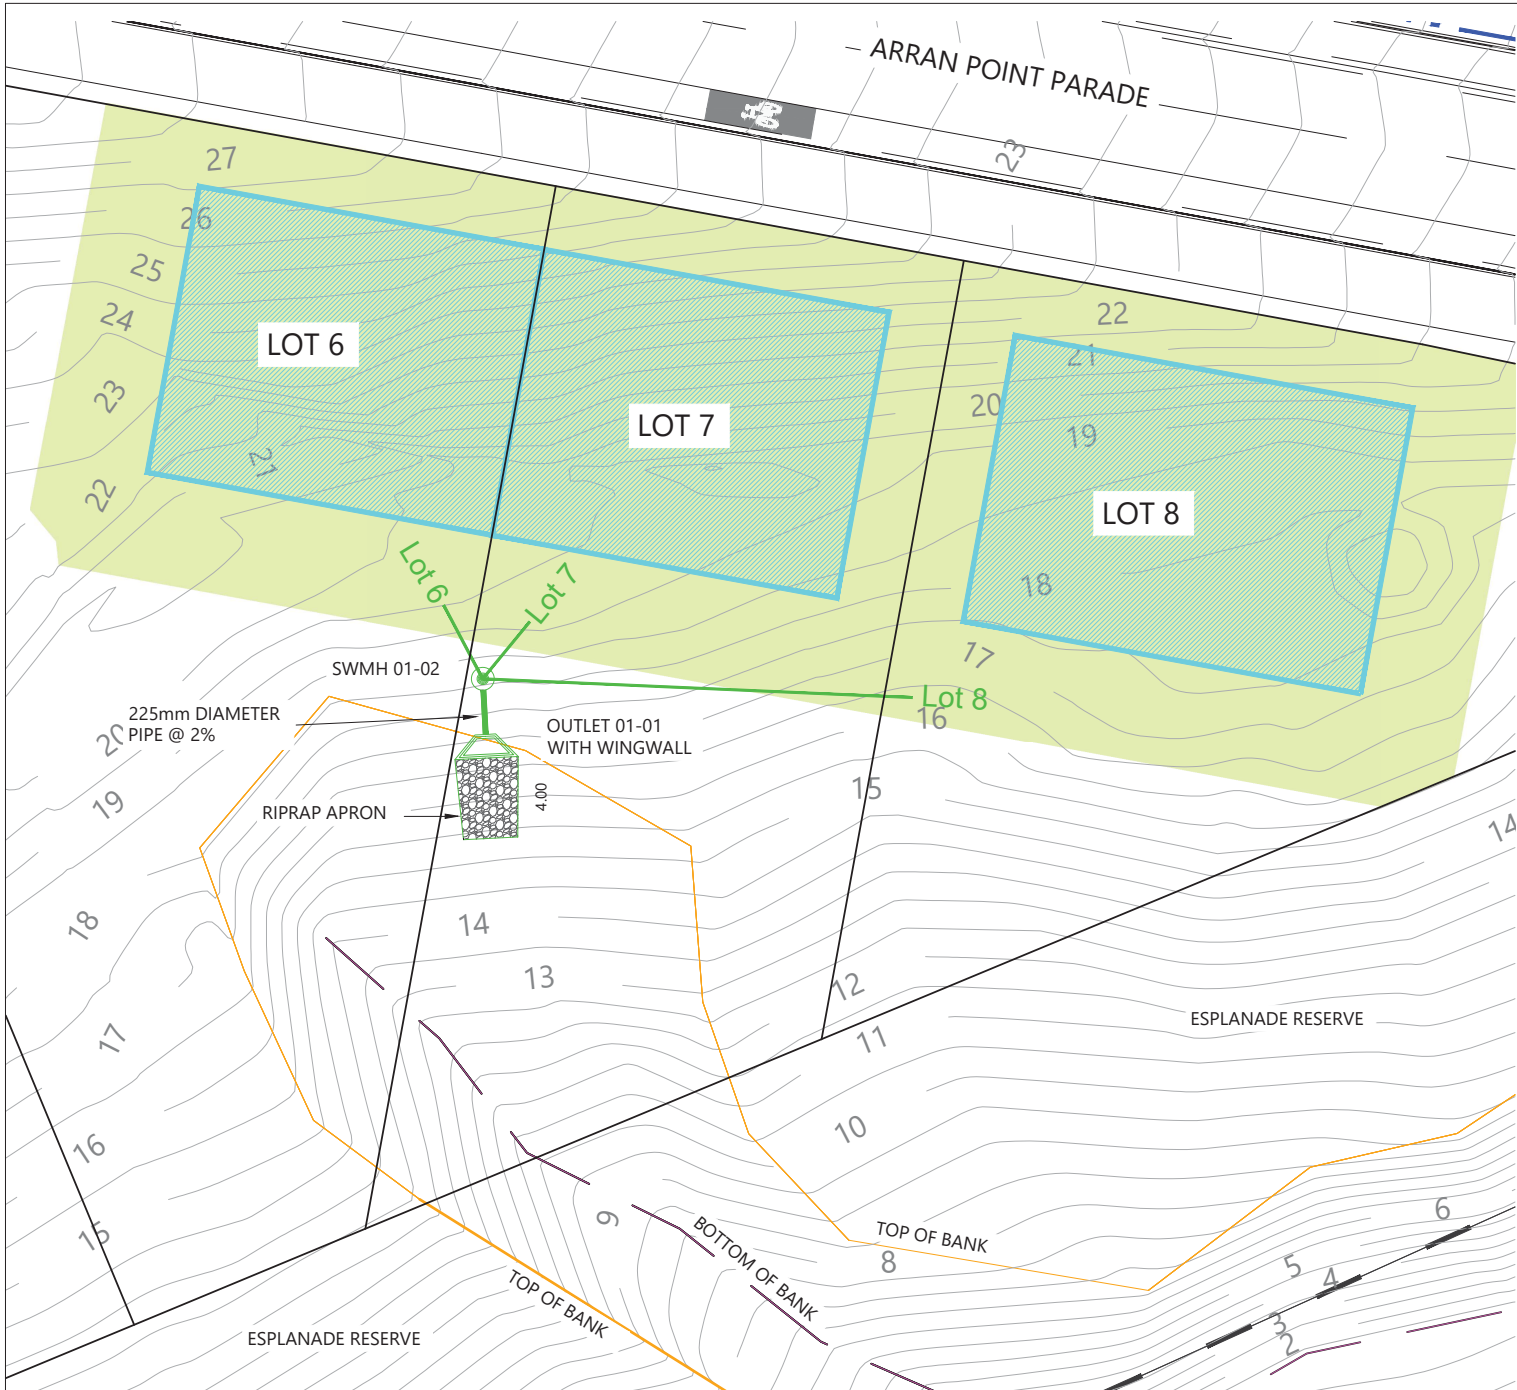 ARRAN POINT PARADE
23
27
26
25
24
23
22
21
LOT 6
LOT 7
22
21
20
19
LOT 8
18
17
16
Lot 6
Lot 7
Lot 8
SWMH 01-02
225mm DIAMETER
PIPE @ 2%
OUTLET 01-01
WITH WINGWALL
RIPRAP APRON
4.00
20
19
18
17
16
15
15
14
14
13
12
11
10
9
8
6
5
4
3
2
ESPLANADE RESERVE
TOP OF BANK
BOTTOM OF BANK
TOP OF BANK
ESPLANADE RESERVE